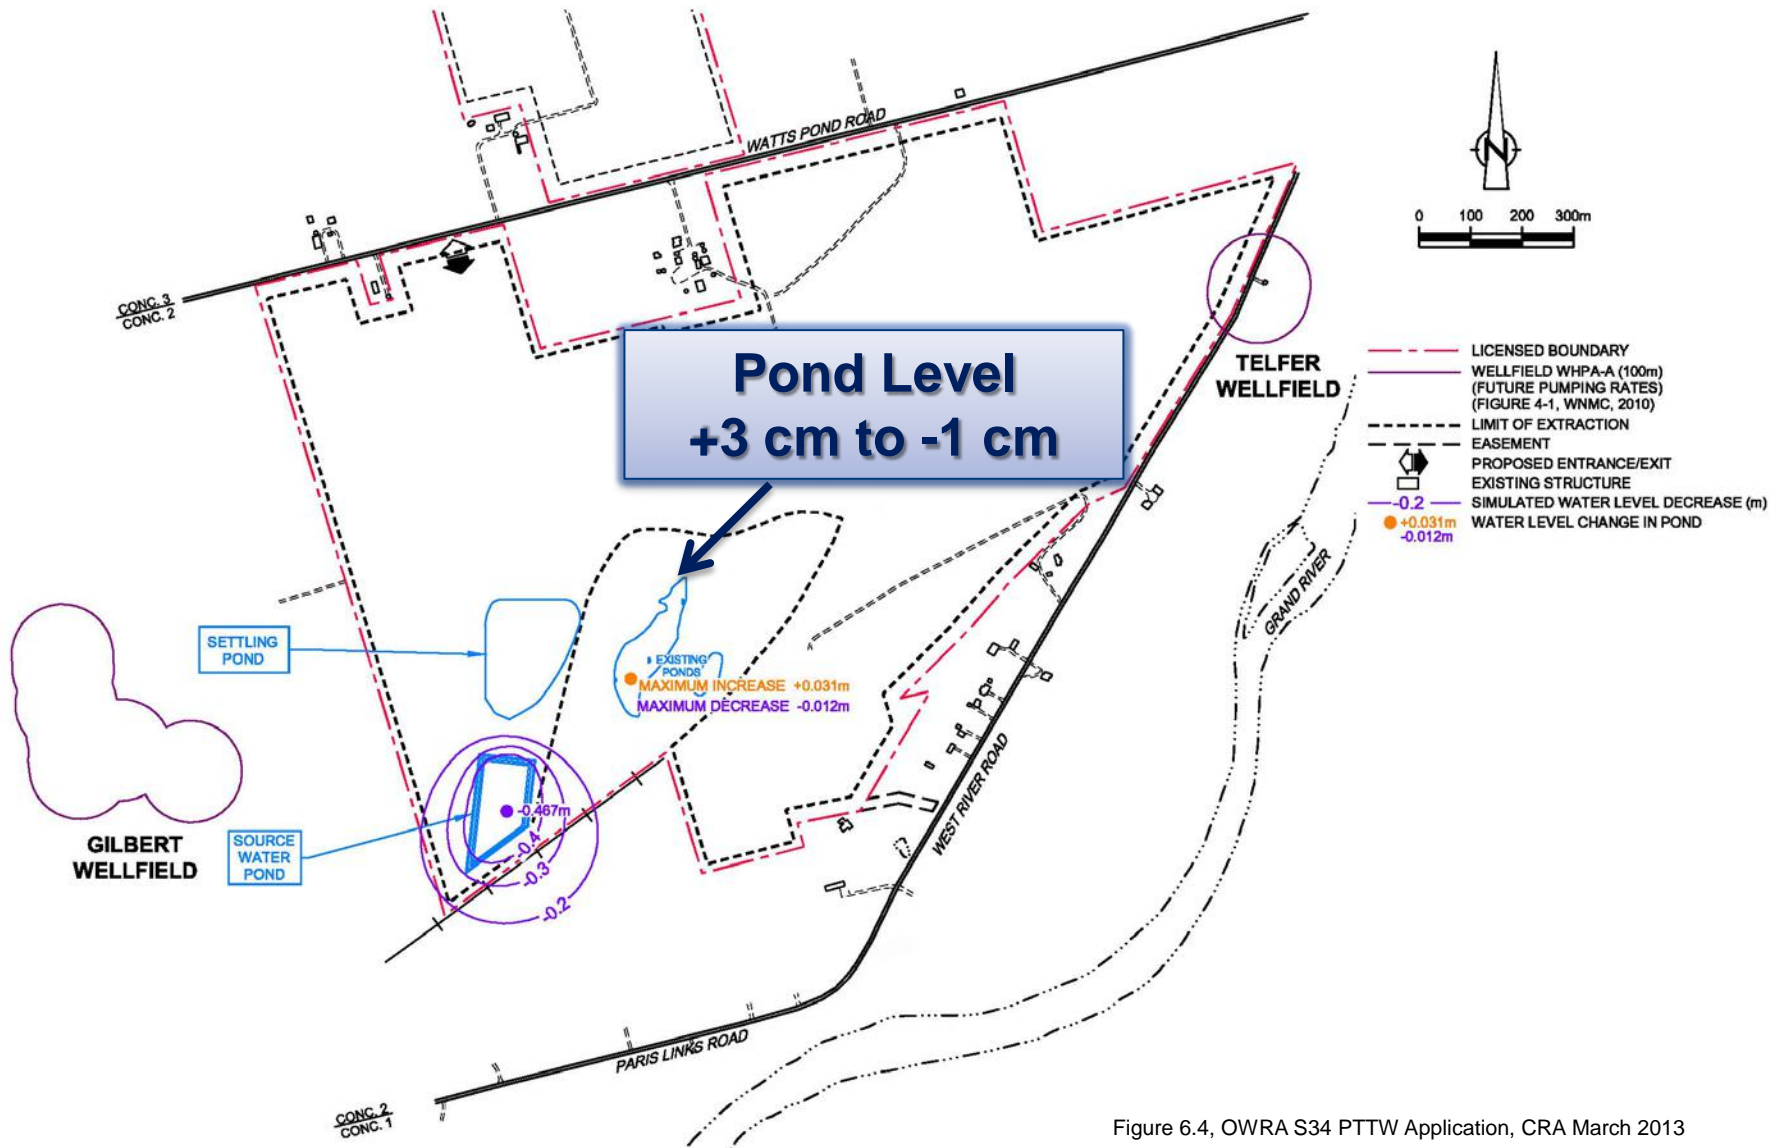 WATTS POND ROAD
N
0 100 200 300m
CONC. 3
CONC. 2
Pond Level
+3 cm to -1 cm
TELFER
WELLFIELD
LICENSED BOUNDARY
WELLFIELD WHPA-A (100m)
(FUTURE PUMPING RATES)
(FIGURE 4-1, WNMC, 2010)
LIMIT OF EXTRACTION
EASEMENT
PROPOSED ENTRANCE/EXIT
EXISTING STRUCTURE
-0.2 SIMULATED WATER LEVEL DECREASE (m)
+0.031m WATER LEVEL CHANGE IN POND
-0.012m
GRAND RIVER
SETTLING
POND
EXISTING
PONDS
MAXIMUM INCREASE +0.031m
MAXIMUM DECREASE -0.012m
-0.467m
-0.4
-0.3
-0.2
GILBERT
WELLFIELD
SOURCE
WATER
POND
WEST RIVER ROAD
PARIS LINKS ROAD
CONC. 2
CONC. 1
Figure 6.4, OWRA S34 PTTW Application, CRA March 2013